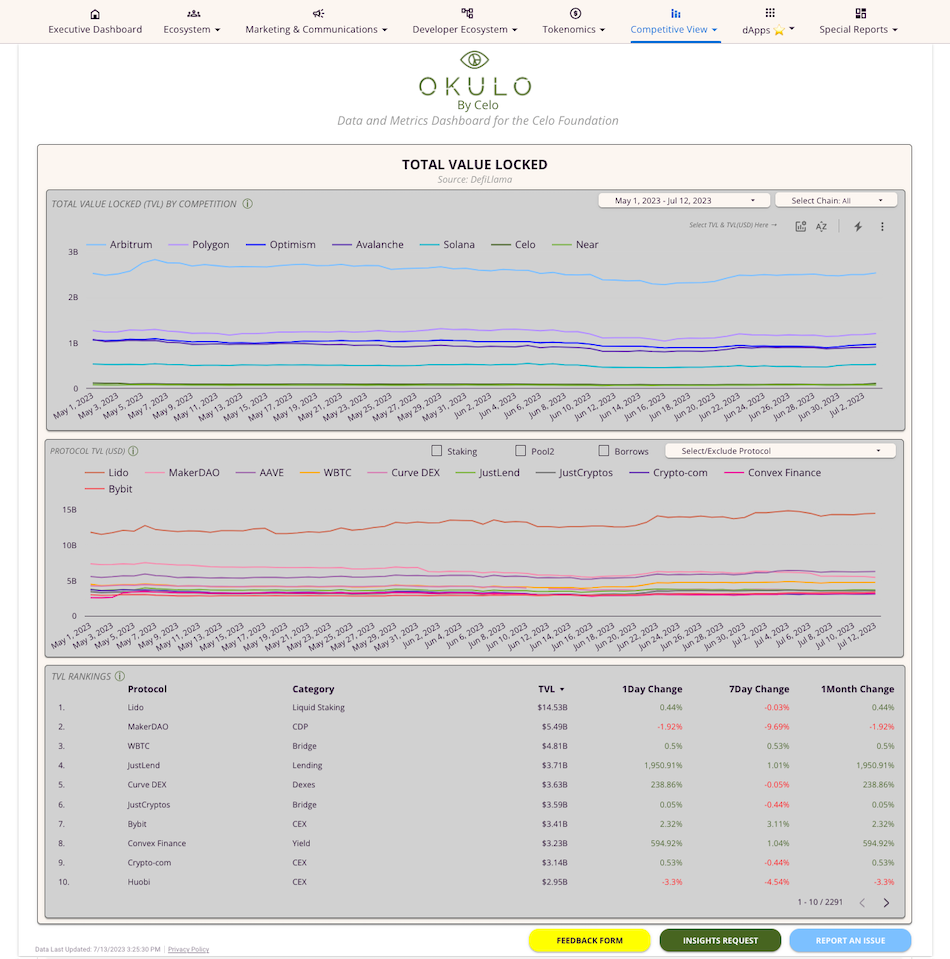 Executive Dashboard Ecosystem Marketing & Communications Developer Ecosystem Tokenomics Competitive View dApps ⭐ Special Reports
OKULO
By Celo
Data and Metrics Dashboard for the Celo Foundation
TOTAL VALUE LOCKED
Source: DefiLlama
TOTAL VALUE LOCKED (TVL) BY COMPETITION May 1, 2023 - Jul 12, 2023 Select Chain: All
Select TVL & TVL(USD) Here → AZ
Arbitrum Polygon Optimism Avalanche Solana Celo Near
3B
2B
1B
0
May 1, 2023 May 3, 2023 May 5, 2023 May 7, 2023 May 9, 2023 May 11, 2023 May 13, 2023 May 15, 2023 May 17, 2023 May 19, 2023 May 21, 2023 May 23, 2023 May 25, 2023 May 27, 2023 May 29, 2023 May 31, 2023 Jun 2, 2023 Jun 4, 2023 Jun 6, 2023 Jun 8, 2023 Jun 10, 2023 Jun 12, 2023 Jun 14, 2023 Jun 16, 2023 Jun 18, 2023 Jun 20, 2023 Jun 22, 2023 Jun 24, 2023 Jun 26, 2023 Jun 28, 2023 Jun 30, 2023 Jul 2, 2023
PROTOCOL TVL (USD) Staking Pool2 Borrows Select/Exclude Protocol
Lido MakerDAO AAVE WBTC Curve DEX JustLend JustCryptos Crypto-com Convex Finance
Bybit
15B
10B
5B
0
May 1, 2023 May 3, 2023 May 5, 2023 May 7, 2023 May 9, 2023 May 11, 2023 May 13, 2023 May 15, 2023 May 17, 2023 May 19, 2023 May 21, 2023 May 23, 2023 May 25, 2023 May 27, 2023 May 29, 2023 May 31, 2023 Jun 2, 2023 Jun 4, 2023 Jun 6, 2023 Jun 8, 2023 Jun 10, 2023 Jun 12, 2023 Jun 14, 2023 Jun 16, 2023 Jun 18, 2023 Jun 20, 2023 Jun 22, 2023 Jun 24, 2023 Jun 26, 2023 Jun 28, 2023 Jun 30, 2023 Jul 2, 2023 Jul 4, 2023 Jul 6, 2023 Jul 8, 2023 Jul 10, 2023 Jul 12, 2023
TVL RANKINGS
Protocol Category TVL 1Day Change 7Day Change 1Month Change
1. Lido Liquid Staking $14.53B 0.44% -0.03% 0.44%
2. MakerDAO CDP $5.49B -1.92% -9.69% -1.92%
3. WBTC Bridge $4.81B 0.5% 0.53% 0.5%
4. JustLend Lending $3.71B 1,950.91% 1.01% 1,950.91%
5. Curve DEX Dexes $3.63B 238.86% -0.05% 238.86%
6. JustCryptos Bridge $3.59B 0.05% -0.44% 0.05%
7. Bybit CEX $3.41B 2.32% 3.11% 2.32%
8. Convex Finance Yield $3.23B 594.92% 1.04% 594.92%
9. Crypto-com CEX $3.14B 0.53% -0.44% 0.53%
10. Huobi CEX $2.95B -3.3% -4.54% -3.3%
1 - 10 / 2291
Data Last Updated: 7/13/2023 3:25:30 PM Privacy Policy FEEDBACK FORM INSIGHTS REQUEST REPORT AN ISSUE